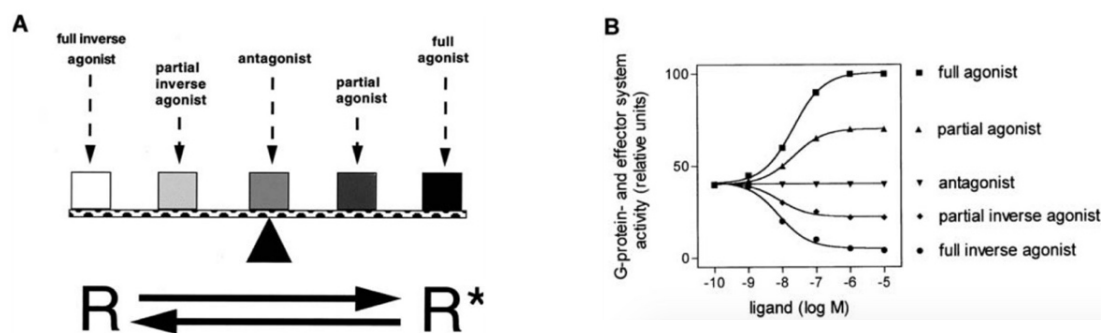 A
full inverse
agonist
partial
inverse
agonist
antagonist
partial
agonist
full
agonist
R
R*
B
G-protein- and effector system
activity (relative units)
100
50
0
-10 -9 -8 -7 -6 -5
ligand (log M)
full agonist
partial agonist
antagonist
partial inverse agonist
full inverse agonist